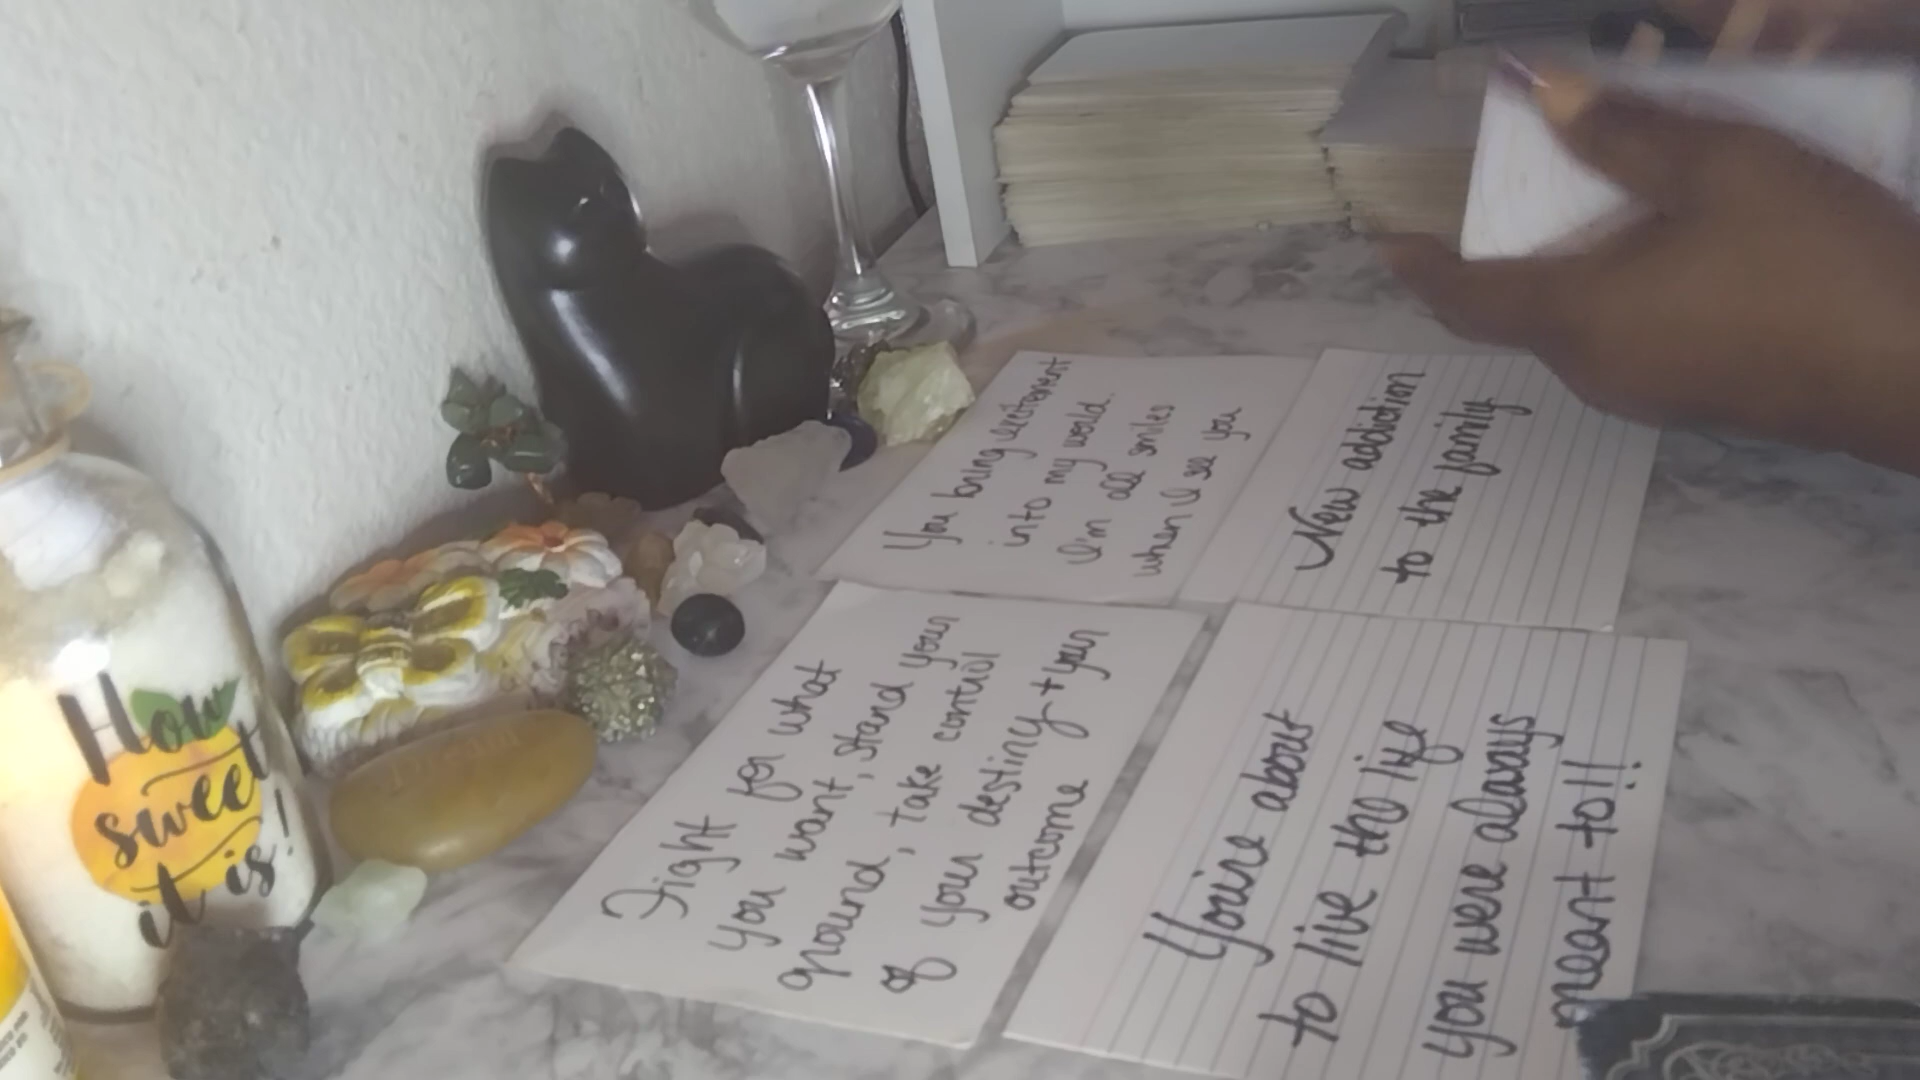 You bring excitement
into my world.
I'm all smiles
when I see you
New addiction
to the family
Fight for what
you want, stand your
ground, take control
of your destiny + your
outcome
You're about
to live the life
you were always
meant to!!
How
sweet
it is!